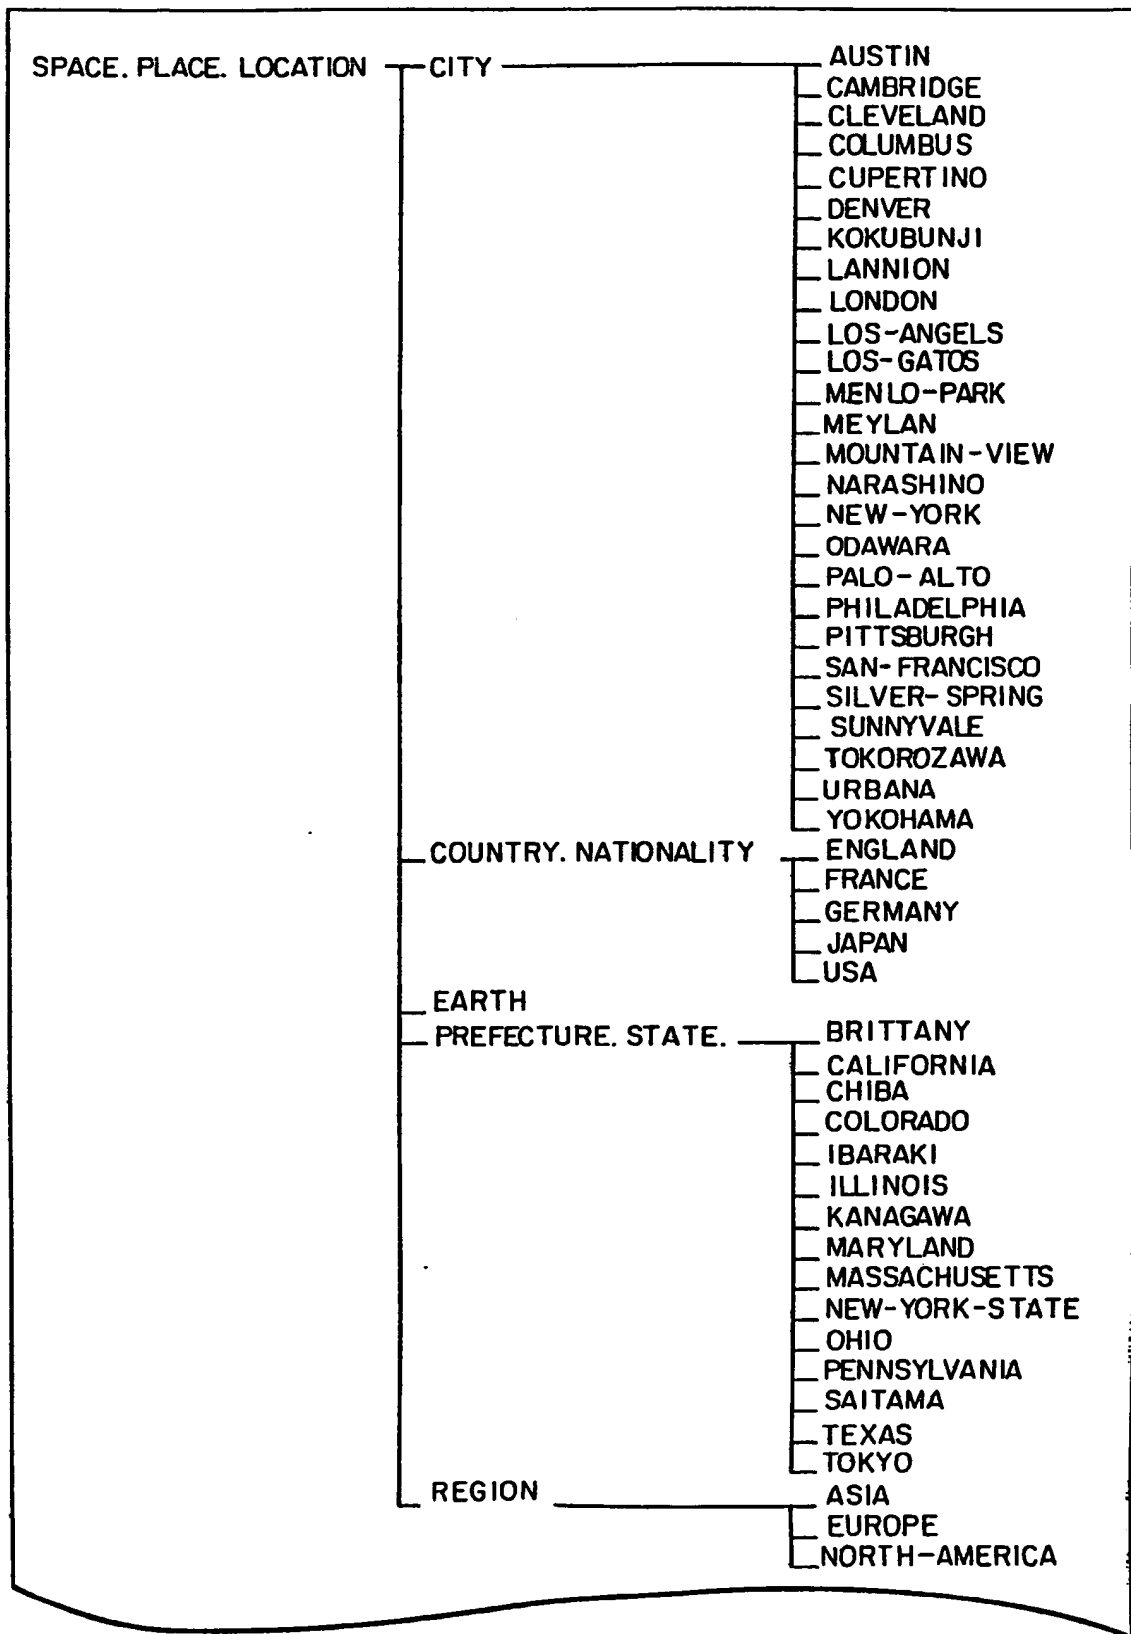 SPACE. PLACE. LOCATION CITY AUSTIN
CAMBRIDGE
CLEVELAND
COLUMBUS
CUPERTINO
DENVER
KOKUBUNJI
LANNION
LONDON
LOS-ANGELS
LOS-GATOS
MENLO-PARK
MEYLAN
MOUNTAIN-VIEW
NARASHINO
NEW-YORK
ODAWARA
PALO-ALTO
PHILADELPHIA
PITTSBURGH
SAN-FRANCISCO
SILVER-SPRING
SUNNYVALE
TOKOROZAWA
URBANA
YOKOHAMA
COUNTRY. NATIONALITY ENGLAND
FRANCE
GERMANY
JAPAN
USA
EARTH
PREFECTURE. STATE. BRITTANY
CALIFORNIA
CHIBA
COLORADO
IBARAKI
ILLINOIS
KANAGAWA
MARYLAND
MASSACHUSETTS
NEW-YORK-STATE
OHIO
PENNSYLVANIA
SAITAMA
TEXAS
TOKYO
REGION ASIA
EUROPE
NORTH-AMERICA